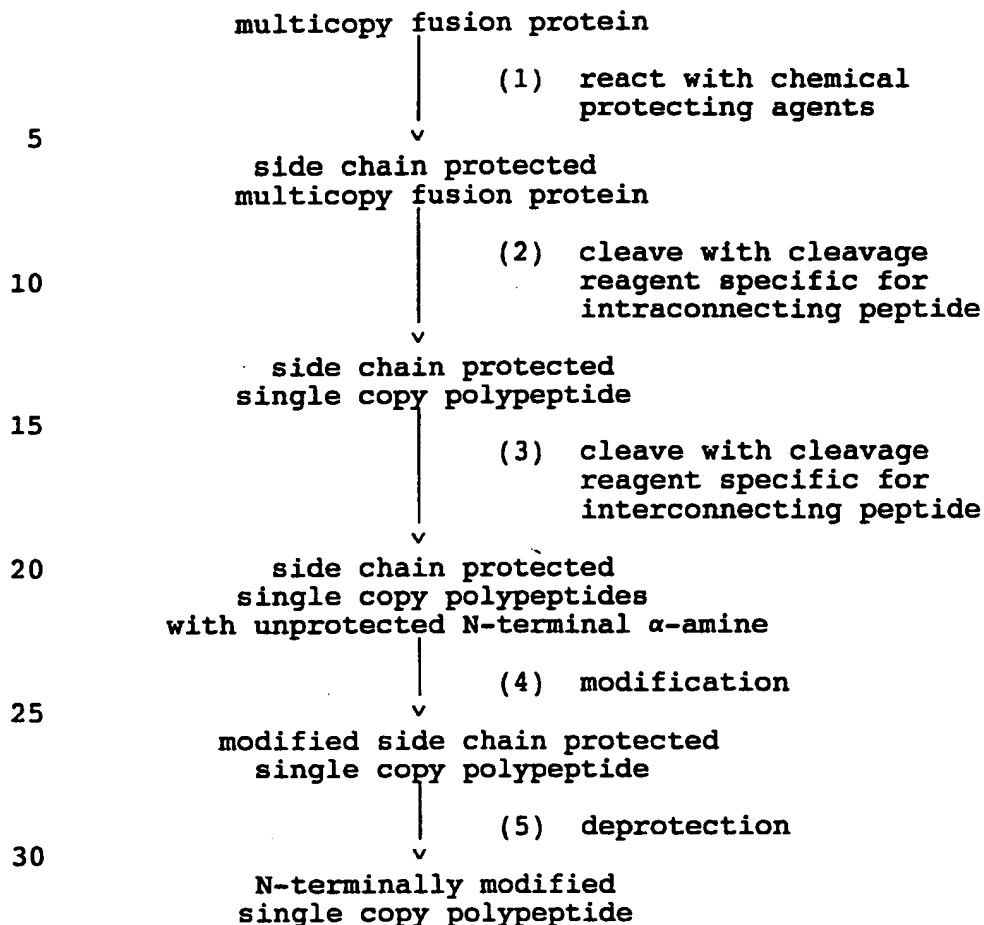 multicopy fusion protein
(1) react with chemical
protecting agents
5
side chain protected
multicopy fusion protein
(2) cleave with cleavage
10 reagent specific for
intraconnecting peptide
side chain protected
single copy polypeptide
15
(3) cleave with cleavage
reagent specific for
interconnecting peptide
20 side chain protected
single copy polypeptides
with unprotected N-terminal α-amine
(4) modification
25
modified side chain protected
single copy polypeptide
(5) deprotection
30
N-terminally modified
single copy polypeptide